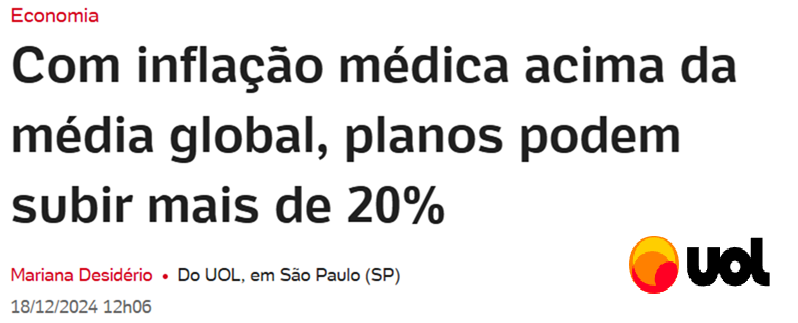 Economia
Com inflação médica acima da
média global, planos podem
subir mais de 20%
Mariana Desidério • Do UOL, em São Paulo (SP)
18/12/2024 12h06
uol